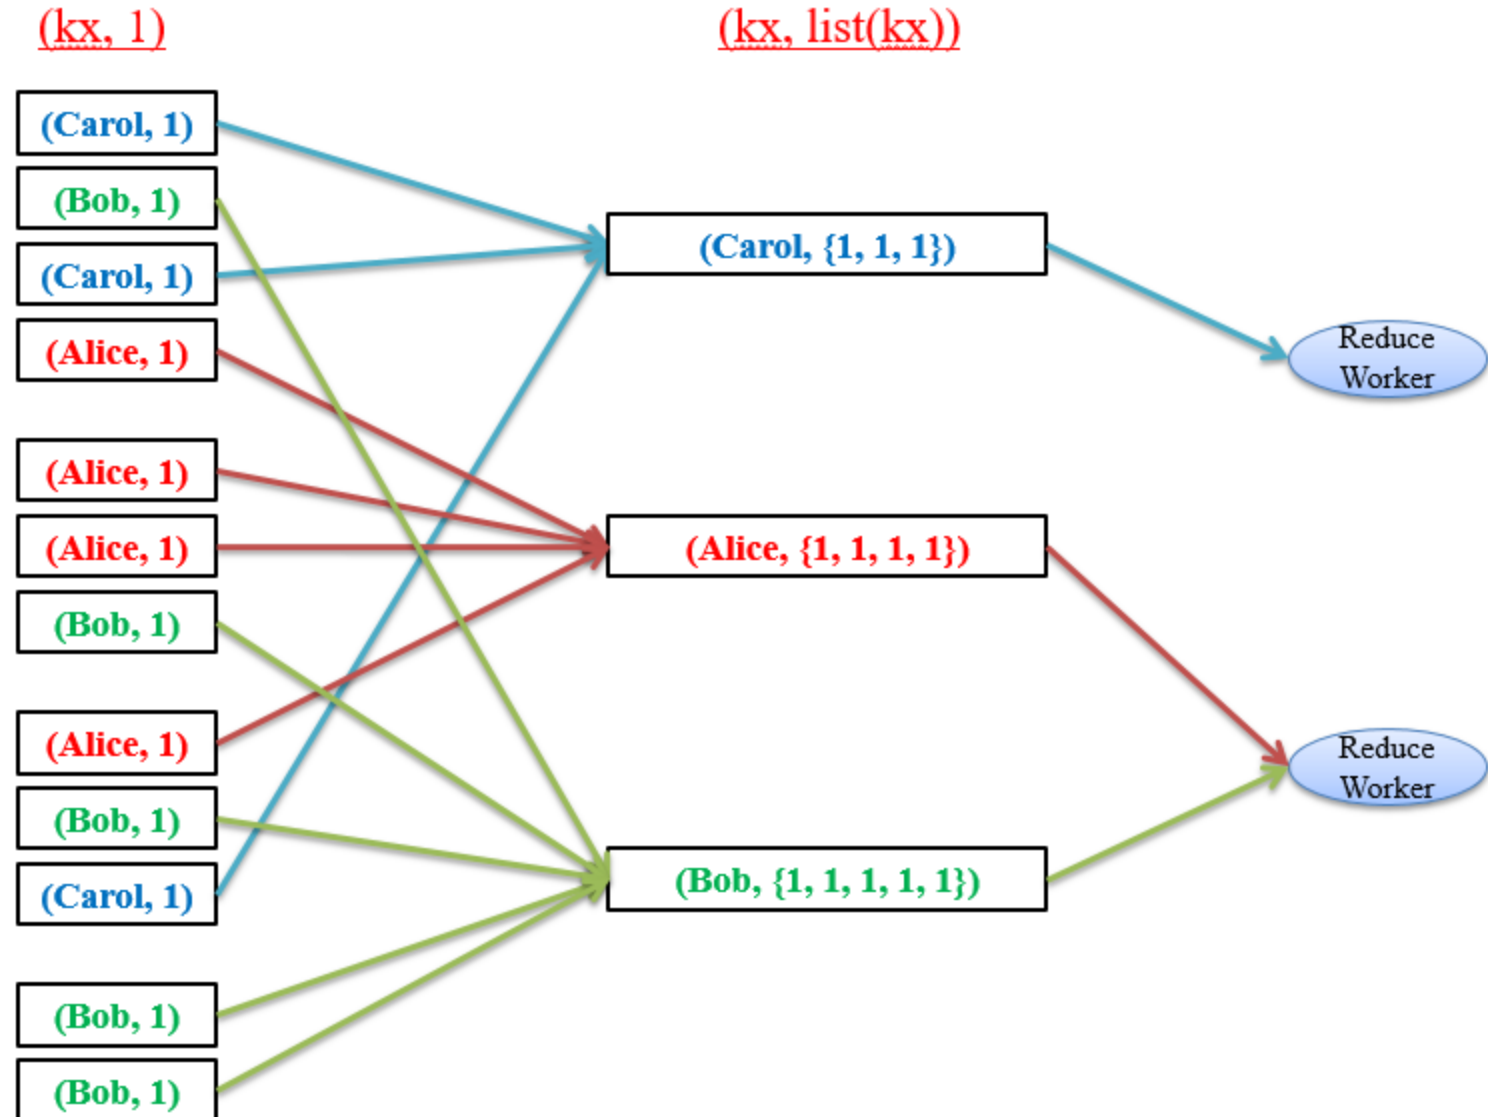 (kx, 1)
(kx, list(kx))
(Carol, 1)
(Bob, 1)
(Carol, 1)
(Alice, 1)
(Alice, 1)
(Alice, 1)
(Bob, 1)
(Alice, 1)
(Bob, 1)
(Carol, 1)
(Bob, 1)
(Bob, 1)
(Carol, {1, 1, 1})
(Alice, {1, 1, 1, 1})
(Bob, {1, 1, 1, 1, 1})
Reduce
Worker
Reduce
Worker